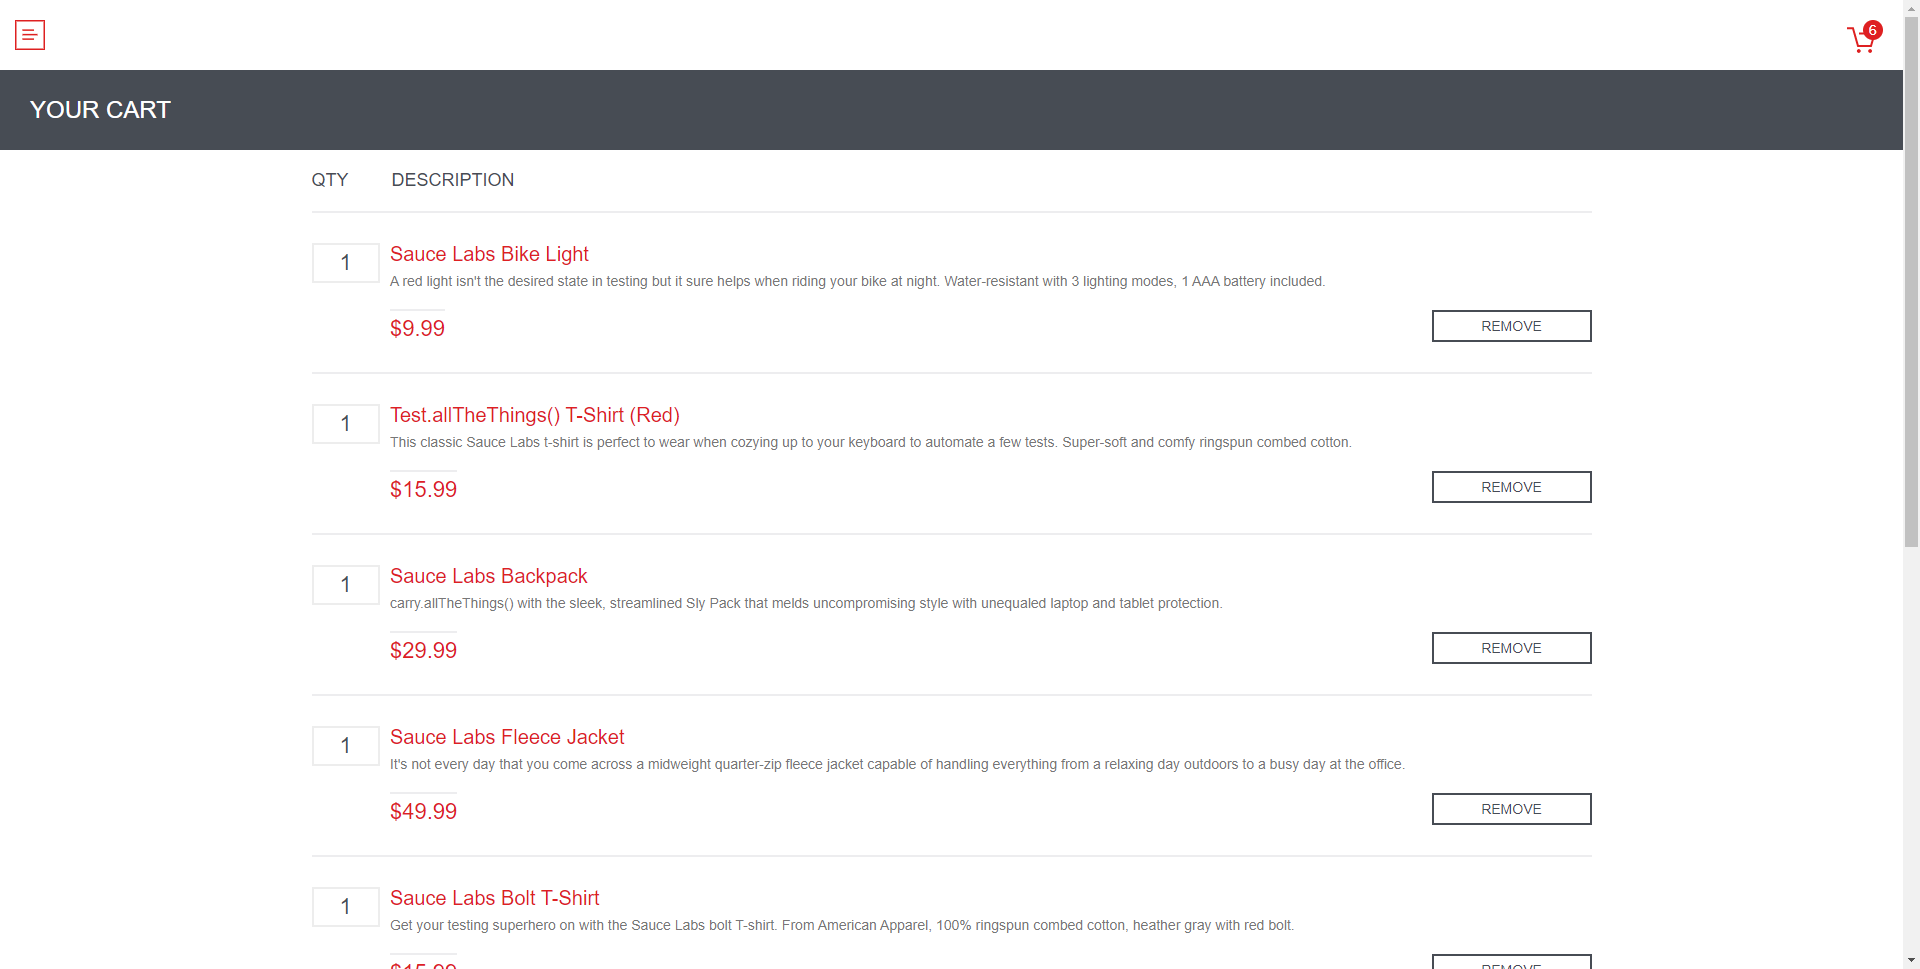 6
YOUR CART
QTY DESCRIPTION
1 Sauce Labs Bike Light
A red light isn't the desired state in testing but it sure helps when riding your bike at night. Water-resistant with 3 lighting modes, 1 AAA battery included.
$9.99 REMOVE
1 Test.allTheThings() T-Shirt (Red)
This classic Sauce Labs t-shirt is perfect to wear when cozying up to your keyboard to automate a few tests. Super-soft and comfy ringspun combed cotton.
$15.99 REMOVE
1 Sauce Labs Backpack
carry.allTheThings() with the sleek, streamlined Sly Pack that melds uncompromising style with unequaled laptop and tablet protection.
$29.99 REMOVE
1 Sauce Labs Fleece Jacket
It's not every day that you come across a midweight quarter-zip fleece jacket capable of handling everything from a relaxing day outdoors to a busy day at the office.
$49.99 REMOVE
1 Sauce Labs Bolt T-Shirt
Get your testing superhero on with the Sauce Labs bolt T-shirt. From American Apparel, 100% ringspun combed cotton, heather gray with red bolt.
$15.99 REMOVE